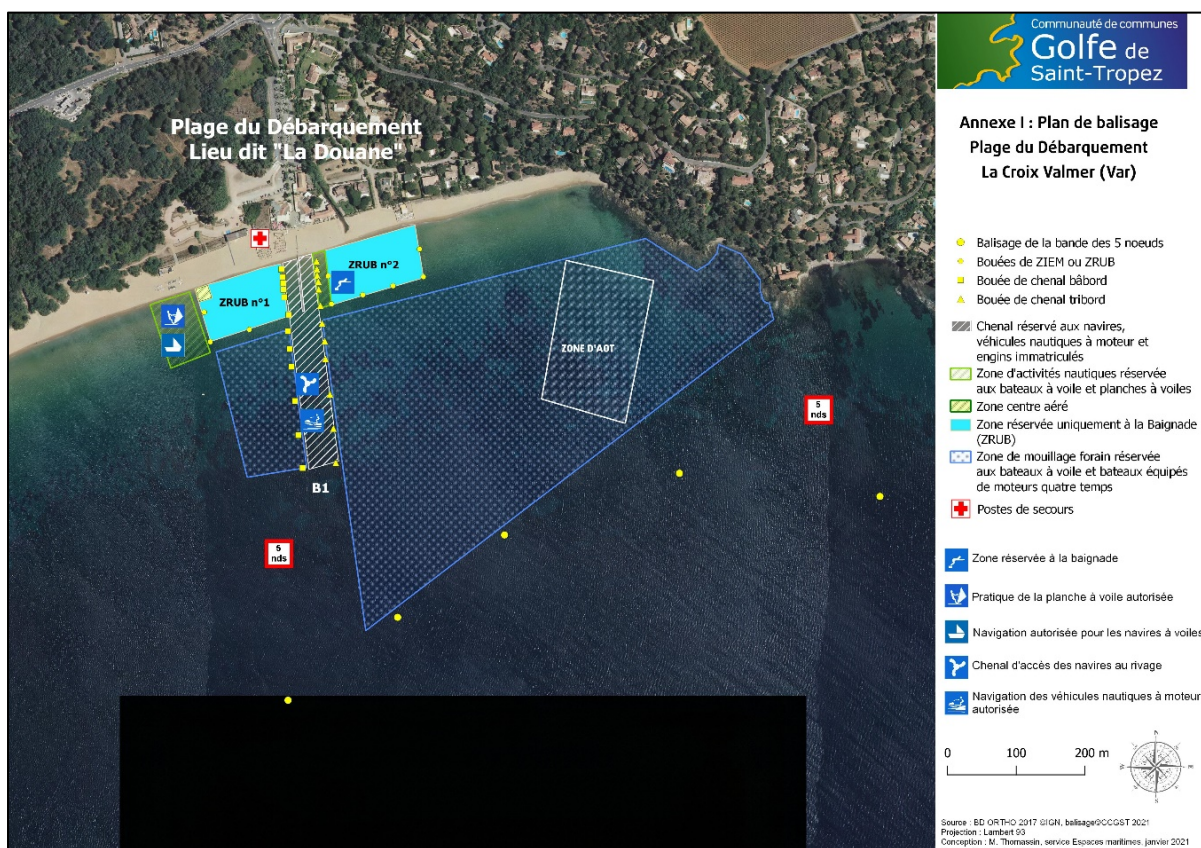 Communauté de communes
Golfe de
Saint-Tropez
Plage du Débarquement
Lieu dit "La Douane"
ZRUB n°2
ZRUB n°1
ZONE D'AOT
5
nds
B1
5
nds
Annexe I : Plan de balisage
Plage du Débarquement
La Croix Valmer (Var)
Balisage de la bande des 5 noeuds
Bouées de ZIEM ou ZRUB
Bouée de chenal bâbord
Bouée de chenal tribord
Chenal réservé aux navires,
véhicules nautiques à moteur et
engins immatriculés
Zone d'activités nautiques réservée
aux bateaux à voile et planches à voiles
Zone centre aéré
Zone réservée uniquement à la Baignade
(ZRUB)
Zone de mouillage forain réservée
aux bateaux à voile et bateaux équipés
de moteurs quatre temps
Postes de secours
Zone réservée à la baignade
Pratique de la planche à voile autorisée
Navigation autorisée pour les navires à voiles
Chenal d'accès des navires au rivage
Navigation des véhicules nautiques à moteur
autorisée
0 100 200 m
N
W E
S
Source : BD ORTHO 2017 ©IGN, balisage©CCGST 2021
Projection : Lambert 93
Conception : M. Thomassin, service Espaces maritimes, janvier 2021